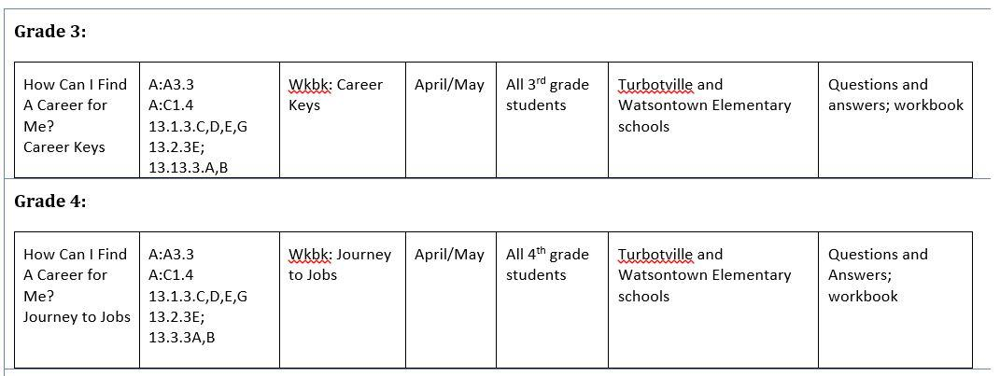 Grade 3:
How Can I Find
A Career for
Me?
Career Keys
A:A3.3
A:C1.4
13.1.3.C,D,E,G
13.2.3E;
13.13.3.A,B
Wkbk: Career
Keys
April/May
All 3rd grade
students
Turbotville and
Watsontown Elementary
schools
Questions and
answers; workbook
Grade 4:
How Can I Find
A Career for
Me?
Journey to Jobs
A:A3.3
A:C1.4
13.1.3.C,D,E,G
13.2.3E;
13.3.3A,B
Wkbk: Journey
to Jobs
April/May
All 4th grade
students
Turbotville and
Watsontown Elementary
schools
Questions and
Answers;
workbook